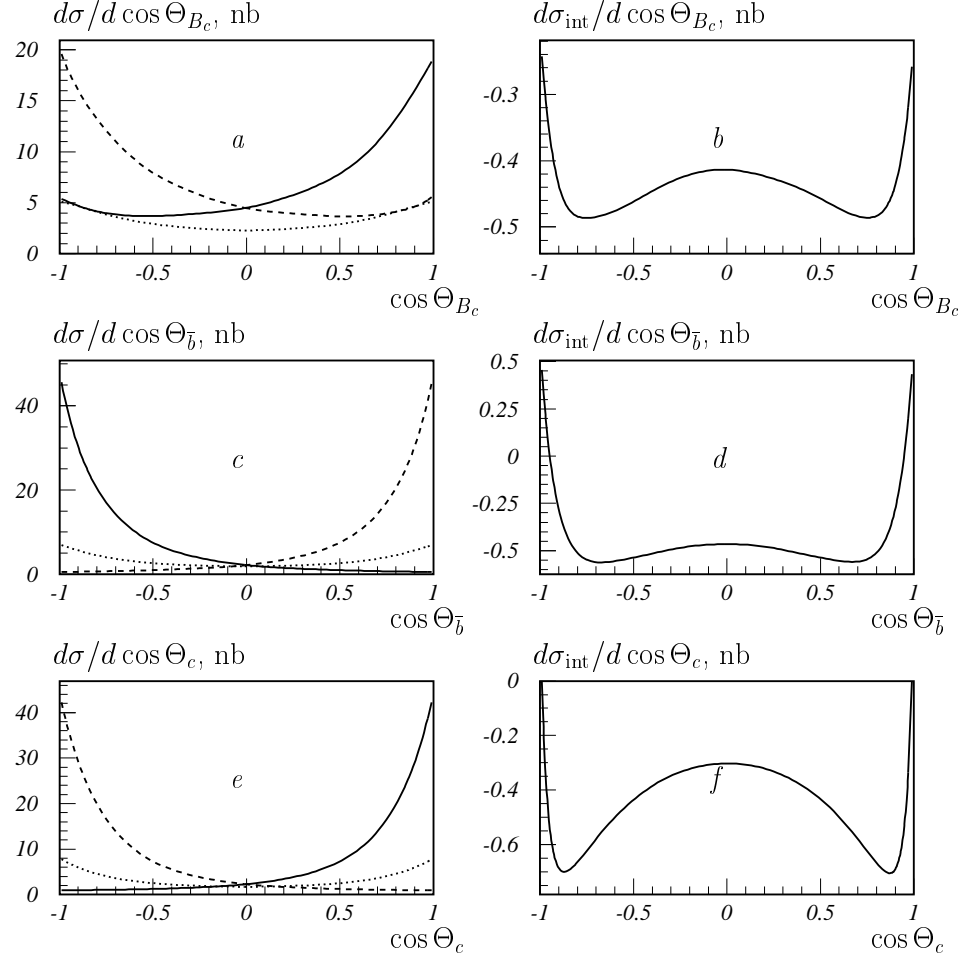 dσ/d cos Θ_{B_c}, nb
20
15
10
5
0
a
-1 -0.5 0 0.5 1
cos Θ_{B_c}
dσ_{int}/d cos Θ_{B_c}, nb
-0.3
-0.4
-0.5
b
-1 -0.5 0 0.5 1
cos Θ_{B_c}
dσ/d cos Θ_{b̄}, nb
40
20
0
c
-1 -0.5 0 0.5 1
cos Θ_{b̄}
dσ_{int}/d cos Θ_{b̄}, nb
0.5
0.25
0
-0.25
-0.5
d
-1 -0.5 0 0.5 1
cos Θ_{b̄}
dσ/d cos Θ_c, nb
40
30
20
10
0
e
-1 -0.5 0 0.5 1
cos Θ_c
dσ_{int}/d cos Θ_c, nb
0
-0.2
-0.4
-0.6
f
-1 -0.5 0 0.5 1
cos Θ_c